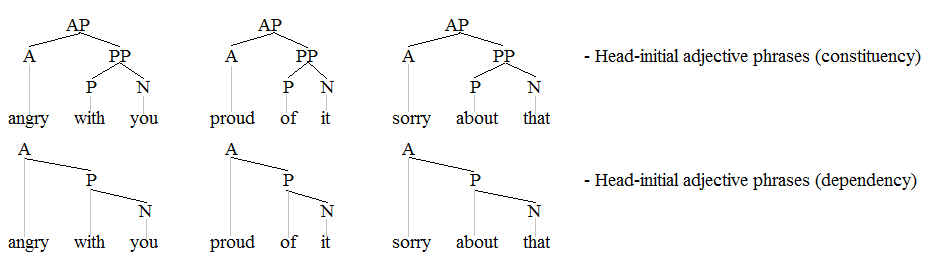 AP AP AP
A PP A PP A PP - Head-initial adjective phrases (constituency)
P N P N P N
angry with you proud of it sorry about that
A A A
P P P - Head-initial adjective phrases (dependency)
N N N
angry with you proud of it sorry about that